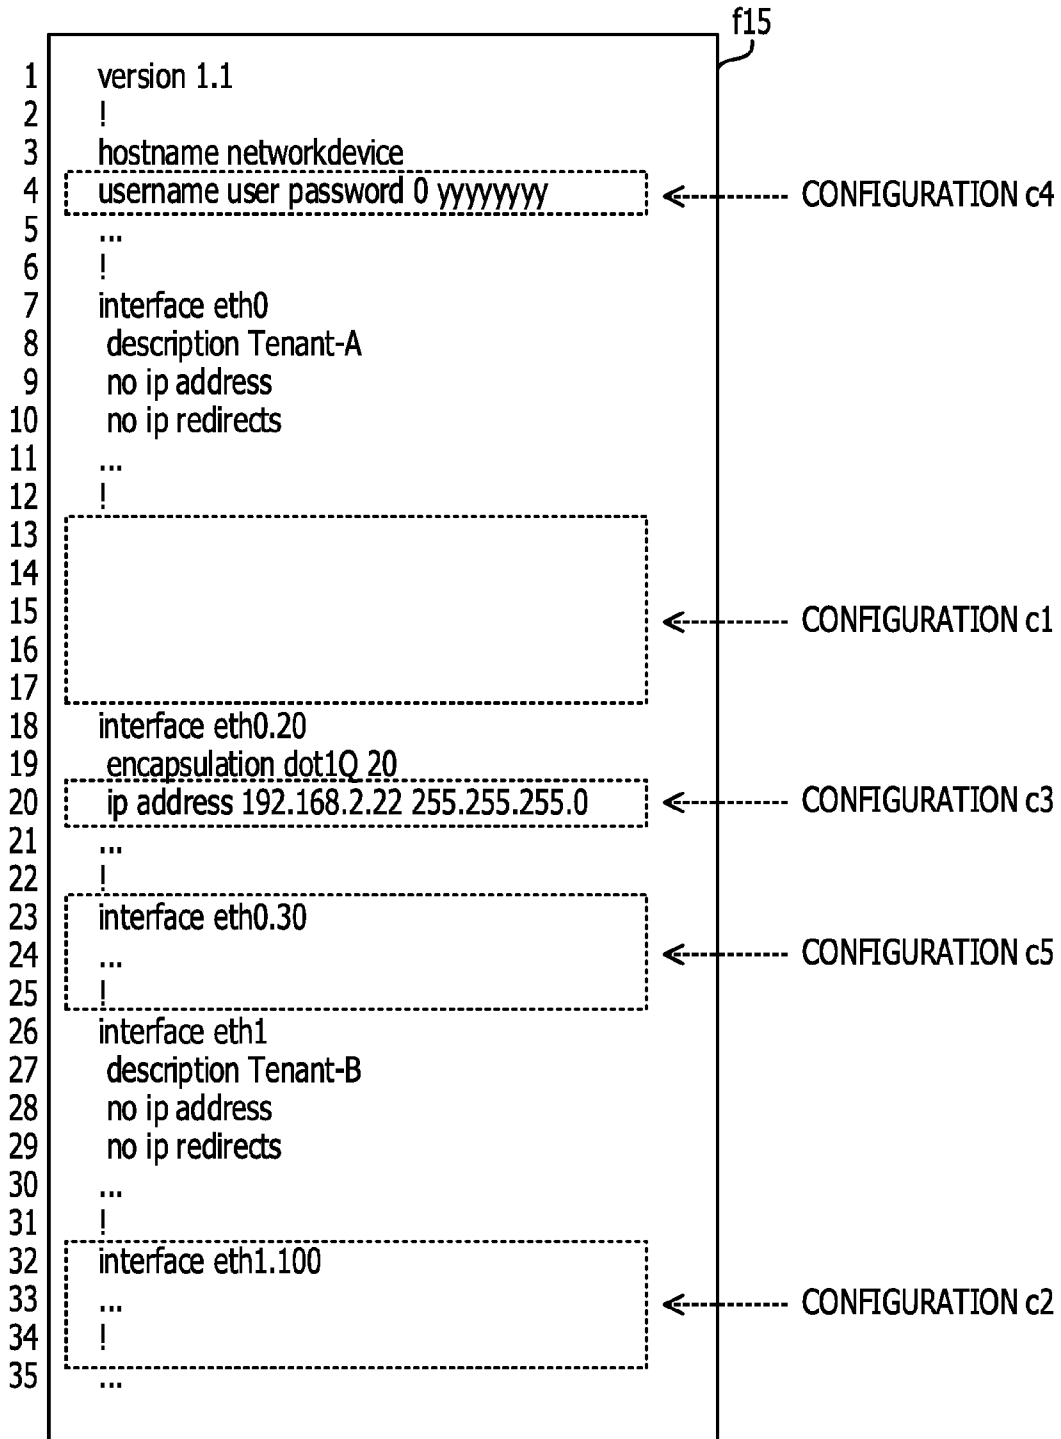 f15
1 version 1.1
2 !
3 hostname networkdevice
4 username user password 0 yyyyyyyy CONFIGURATION c4
5 ...
6 !
7 interface eth0
8 description Tenant-A
9 no ip address
10 no ip redirects
11 ...
12 !
13
14
15 CONFIGURATION c1
16
17
18 interface eth0.20
19 encapsulation dot1Q 20
20 ip address 192.168.2.22 255.255.255.0 CONFIGURATION c3
21 ...
22 !
23 interface eth0.30
24 ... CONFIGURATION c5
25 !
26 interface eth1
27 description Tenant-B
28 no ip address
29 no ip redirects
30 ...
31 !
32 interface eth1.100
33 ... CONFIGURATION c2
34 !
35 ...